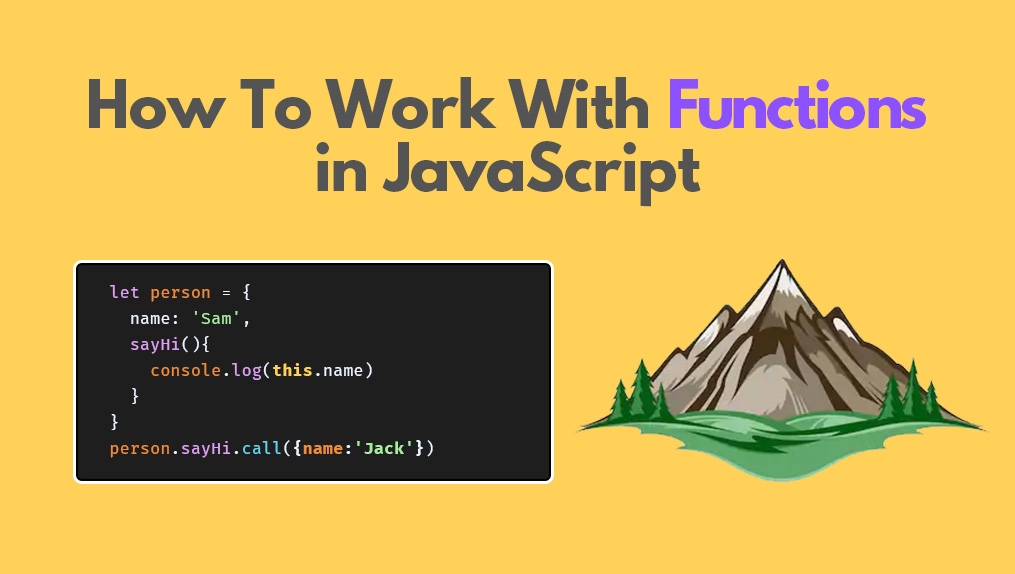 How To Work With Functions
in JavaScript
let person = {
  name: 'Sam',
  sayHi(){
    console.log(this.name)
  }
}
person.sayHi.call({name:'Jack'})